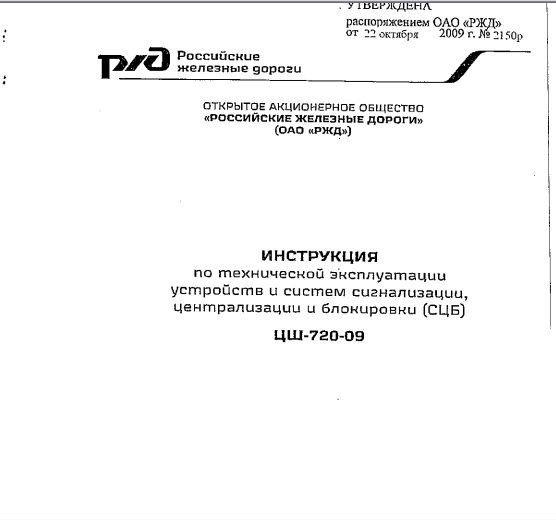 УТВЕРЖДЕНА
распоряжением ОАО «РЖД»
от 22 октября 2009 г. № 2150р
ржд Российские
железные дороги
ОТКРЫТОЕ АКЦИОНЕРНОЕ ОБЩЕСТВО
«РОССИЙСКИЕ ЖЕЛЕЗНЫЕ ДОРОГИ»
(ОАО «РЖД»)
ИНСТРУКЦИЯ
по технической эксплуатации
устройств и систем сигнализации,
централизации и блокировки (СЦБ)
ЦШ-720-09